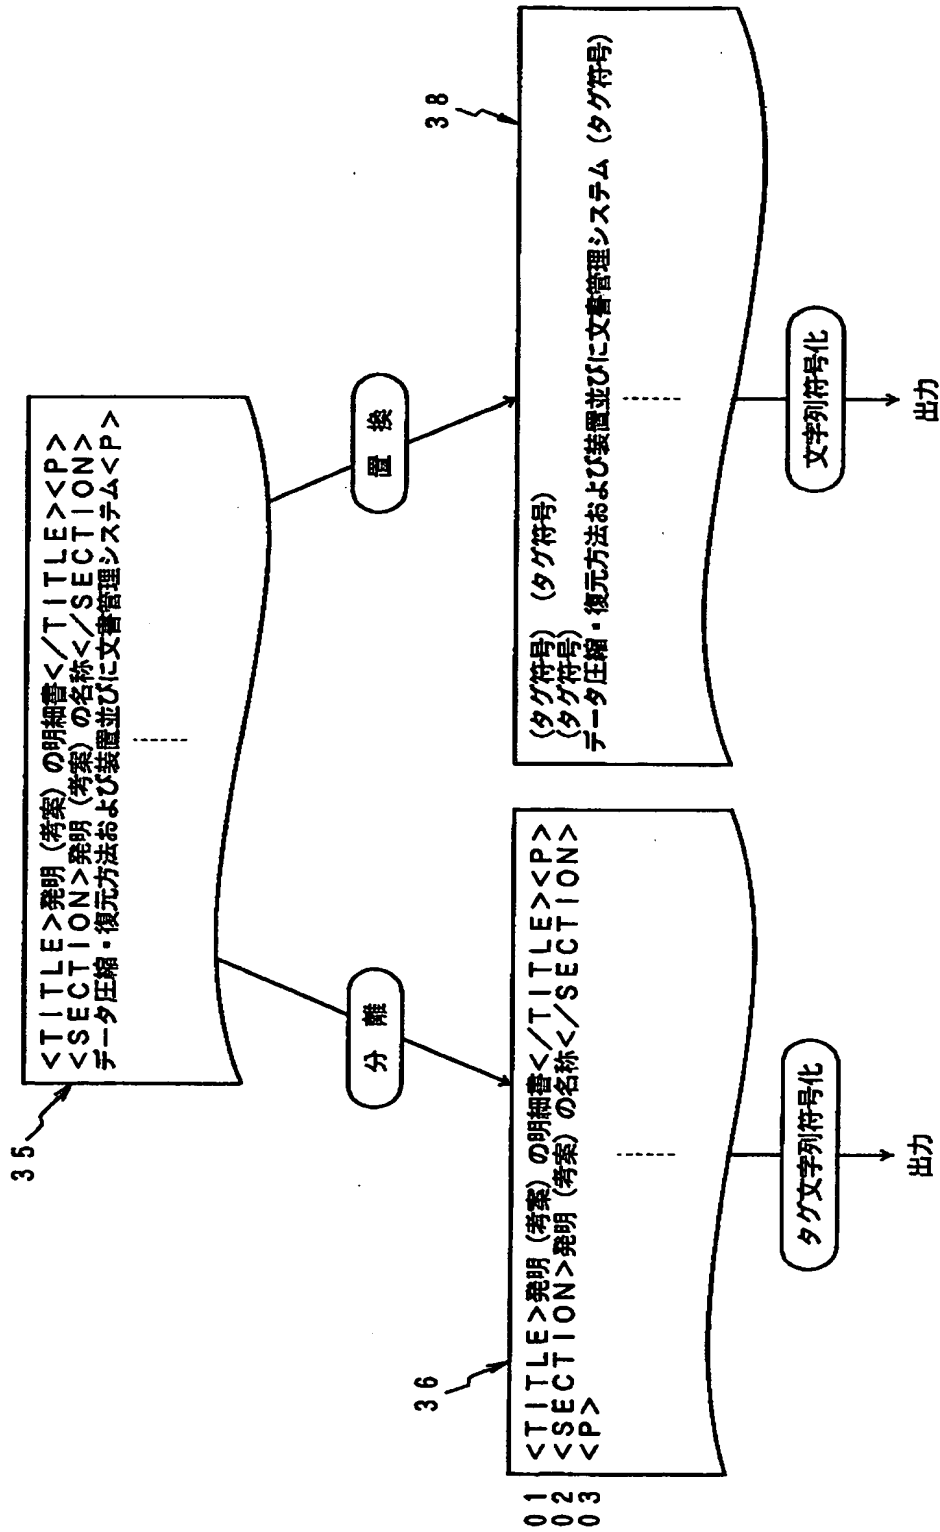 35
<TITLE>発明(考案)の明細書</TITLE><P>
<SECTION>発明(考案)の名称</SECTION>
データ圧縮・復元方法および装置並びに文書管理システム<P>
分離
置換
36
01 <TITLE>発明(考案)の明細書</TITLE><P>
02 <SECTION>発明(考案)の名称</SECTION>
03 <P>
タグ文字列符号化
出力
38
(タグ符号) (タグ符号)
(タグ符号)
データ圧縮・復元方法および装置並びに文書管理システム(タグ符号)
文字列符号化
出力